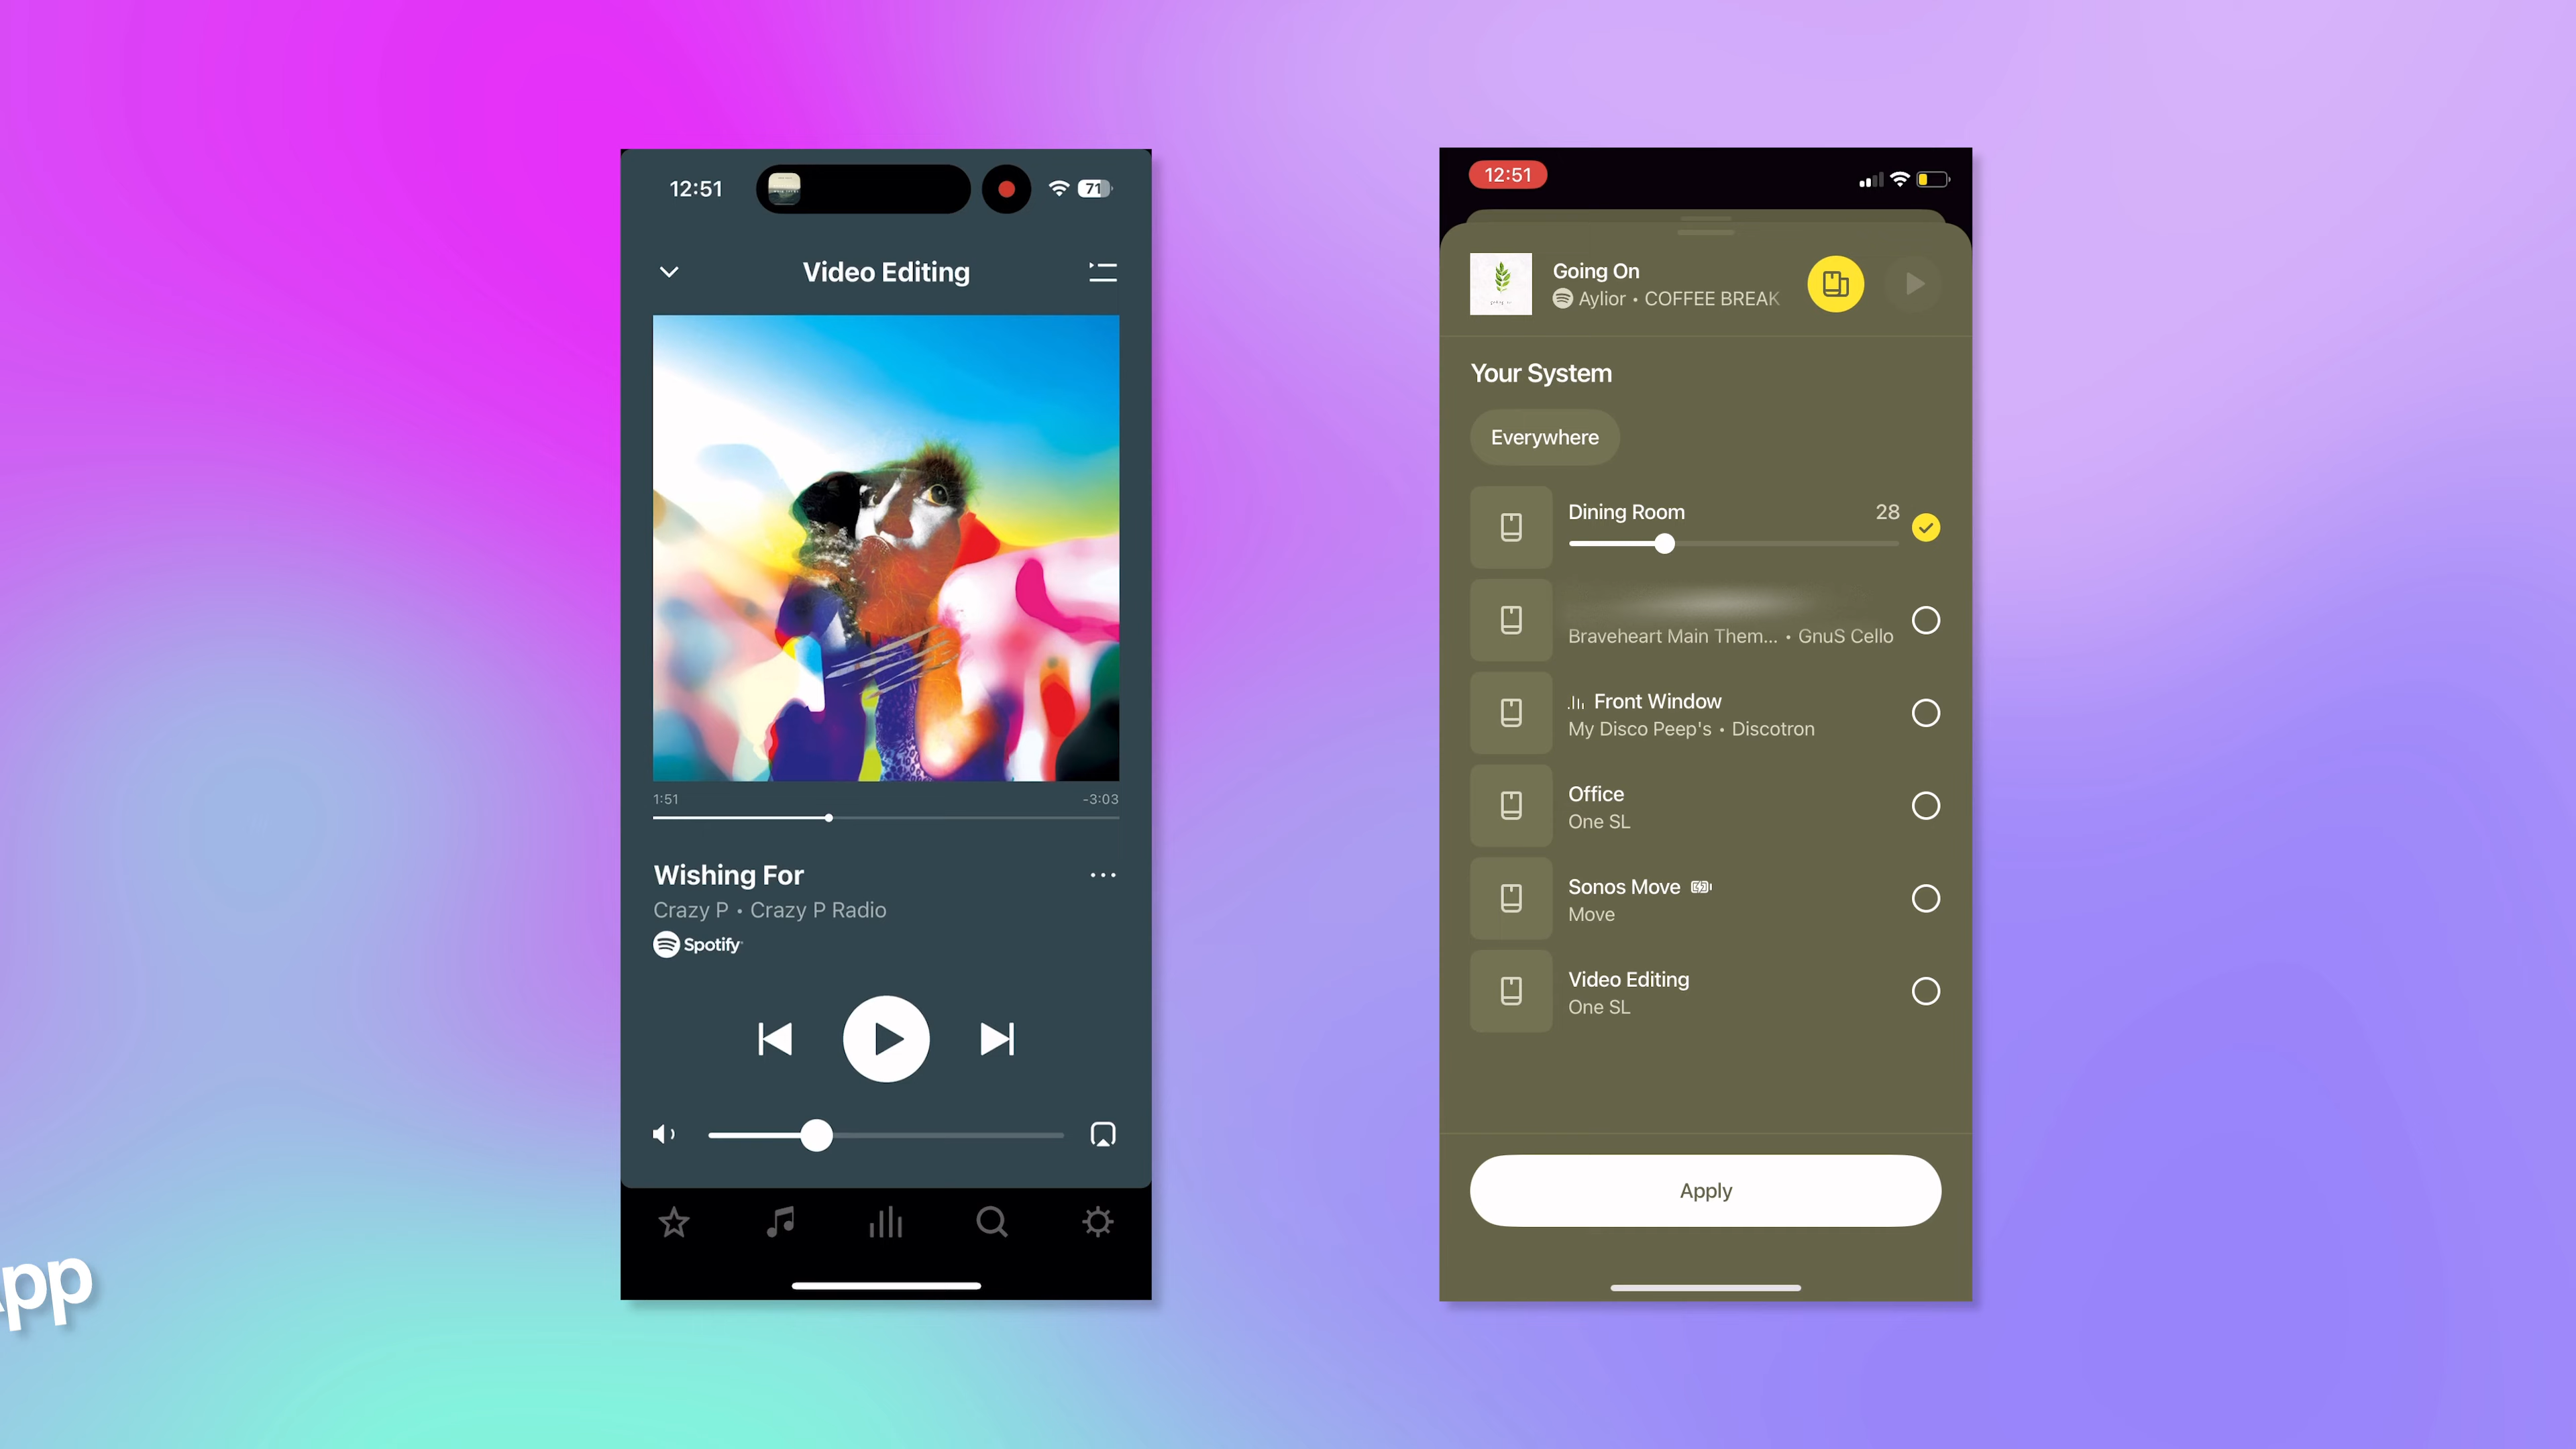 12:51
71
Video Editing
1:51
-3:03
Wishing For
Crazy P • Crazy P Radio
Spotify
12:51
Going On
Aylior • COFFEE BREAK
Your System
Everywhere
Dining Room
28
Braveheart Main Them... • GnuS Cello
Front Window
My Disco Peep's • Discotron
Office
One SL
Sonos Move
Move
Video Editing
One SL
Apply
pp